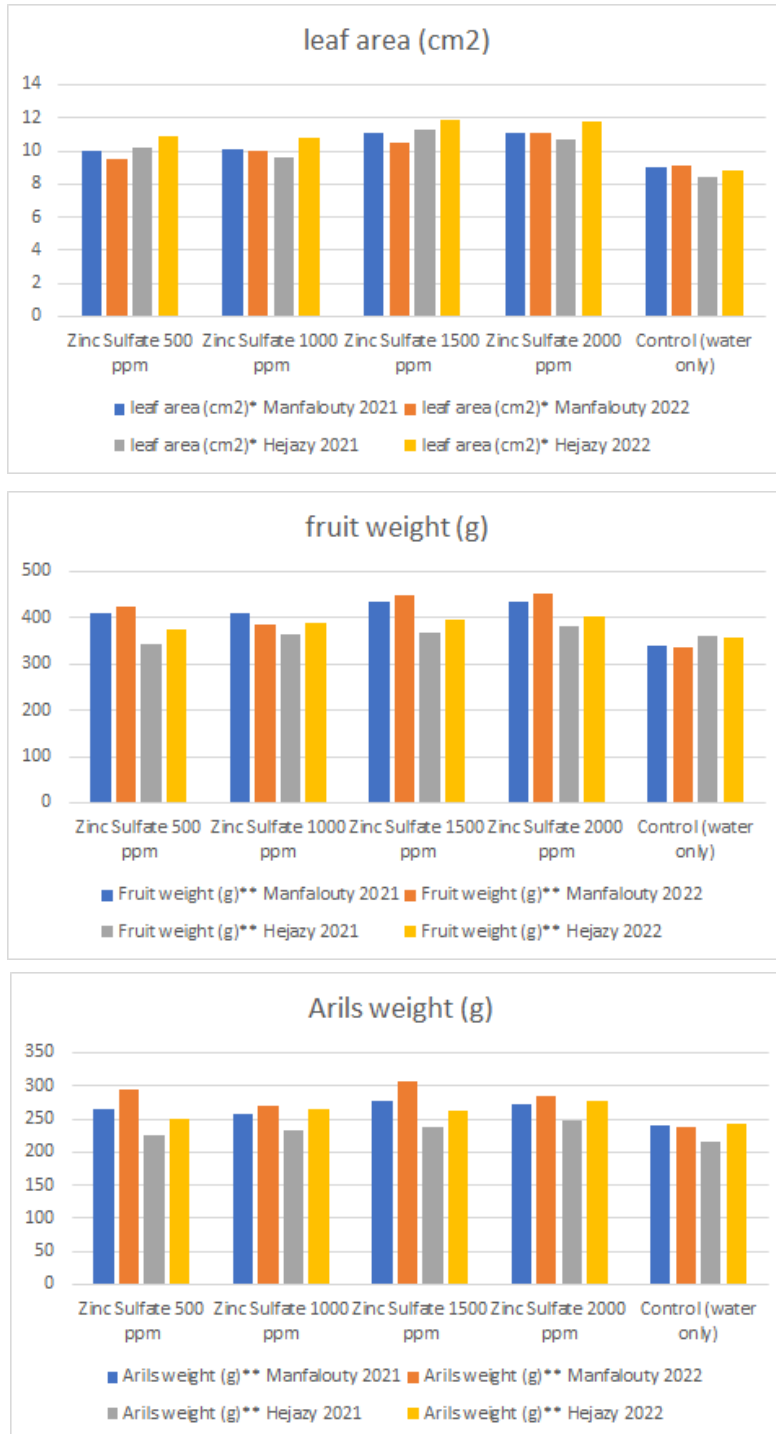 leaf area (cm2)
14
12
10
8
6
4
2
0
Zinc Sulfate 500 Zinc Sulfate 1000 Zinc Sulfate 1500 Zinc Sulfate 2000 Control (water
ppm ppm ppm ppm only)
leaf area (cm2)* Manfalouty 2021 leaf area (cm2)* Manfalouty 2022
leaf area (cm2)* Hejazy 2021 leaf area (cm2)* Hejazy 2022
fruit weight (g)
500
400
300
200
100
0
Zinc Sulfate 500 Zinc Sulfate 1000 Zinc Sulfate 1500 Zinc Sulfate 2000 Control (water
ppm ppm ppm ppm only)
Fruit weight (g)** Manfalouty 2021 Fruit weight (g)** Manfalouty 2022
Fruit weight (g)** Hejazy 2021 Fruit weight (g)** Hejazy 2022
Arils weight (g)
350
300
250
200
150
100
50
0
Zinc Sulfate 500 Zinc Sulfate 1000 Zinc Sulfate 1500 Zinc Sulfate 2000 Control (water
ppm ppm ppm ppm only)
Arils weight (g)** Manfalouty 2021 Arils weight (g)** Manfalouty 2022
Arils weight (g)** Hejazy 2021 Arils weight (g)** Hejazy 2022